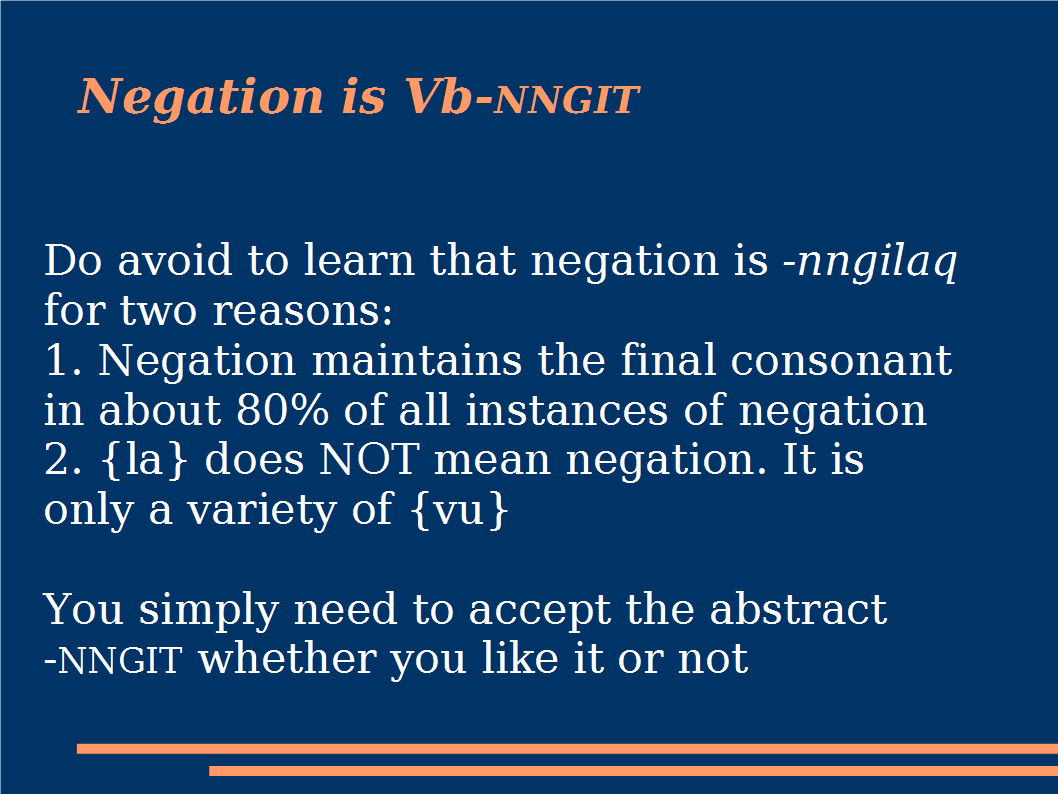 Negation is Vb-NNGIT
Do avoid to learn that negation is -nngilaq
for two reasons:
1. Negation maintains the final consonant
in about 80% of all instances of negation
2. {la} does NOT mean negation. It is
only a variety of {vu}
You simply need to accept the abstract
-NNGIT whether you like it or not